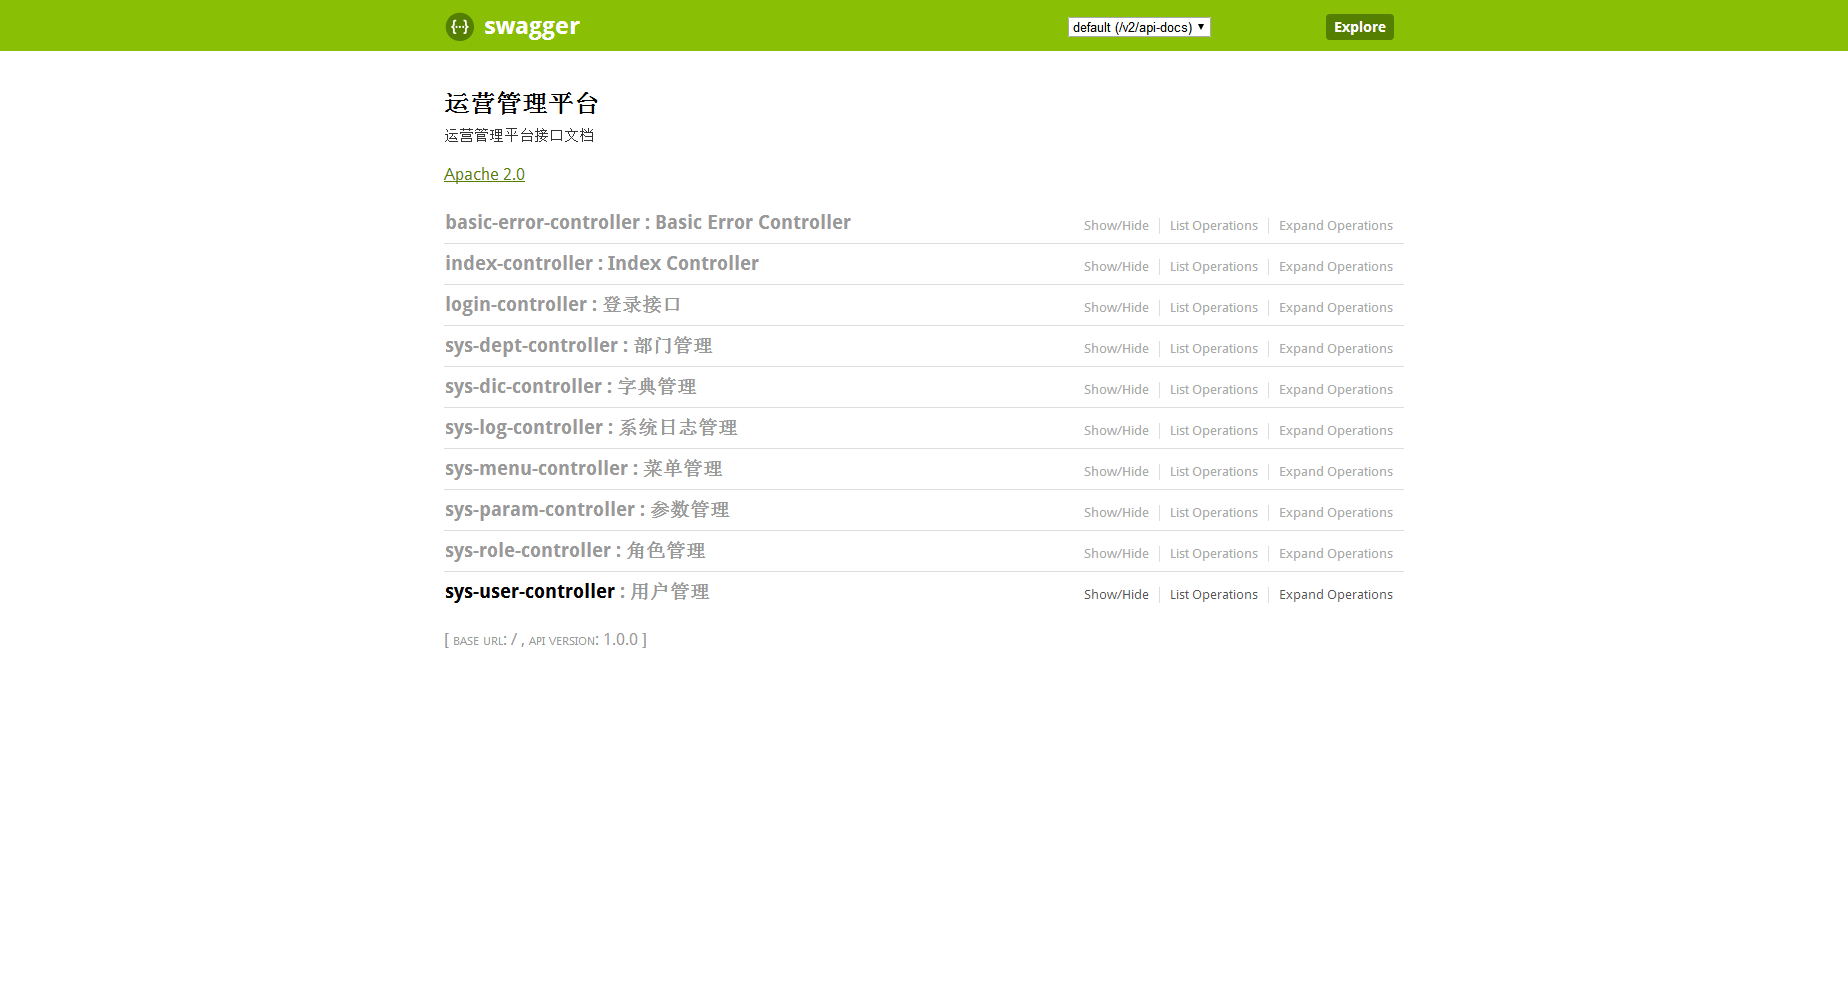 swagger default (/v2/api-docs) Explore
运营管理平台
运营管理平台接口文档
Apache 2.0
basic-error-controller : Basic Error Controller Show/Hide List Operations Expand Operations
index-controller : Index Controller Show/Hide List Operations Expand Operations
login-controller : 登录接口 Show/Hide List Operations Expand Operations
sys-dept-controller : 部门管理 Show/Hide List Operations Expand Operations
sys-dic-controller : 字典管理 Show/Hide List Operations Expand Operations
sys-log-controller : 系统日志管理 Show/Hide List Operations Expand Operations
sys-menu-controller : 菜单管理 Show/Hide List Operations Expand Operations
sys-param-controller : 参数管理 Show/Hide List Operations Expand Operations
sys-role-controller : 角色管理 Show/Hide List Operations Expand Operations
sys-user-controller : 用户管理 Show/Hide List Operations Expand Operations
[ BASE URL: / , API VERSION: 1.0.0 ]